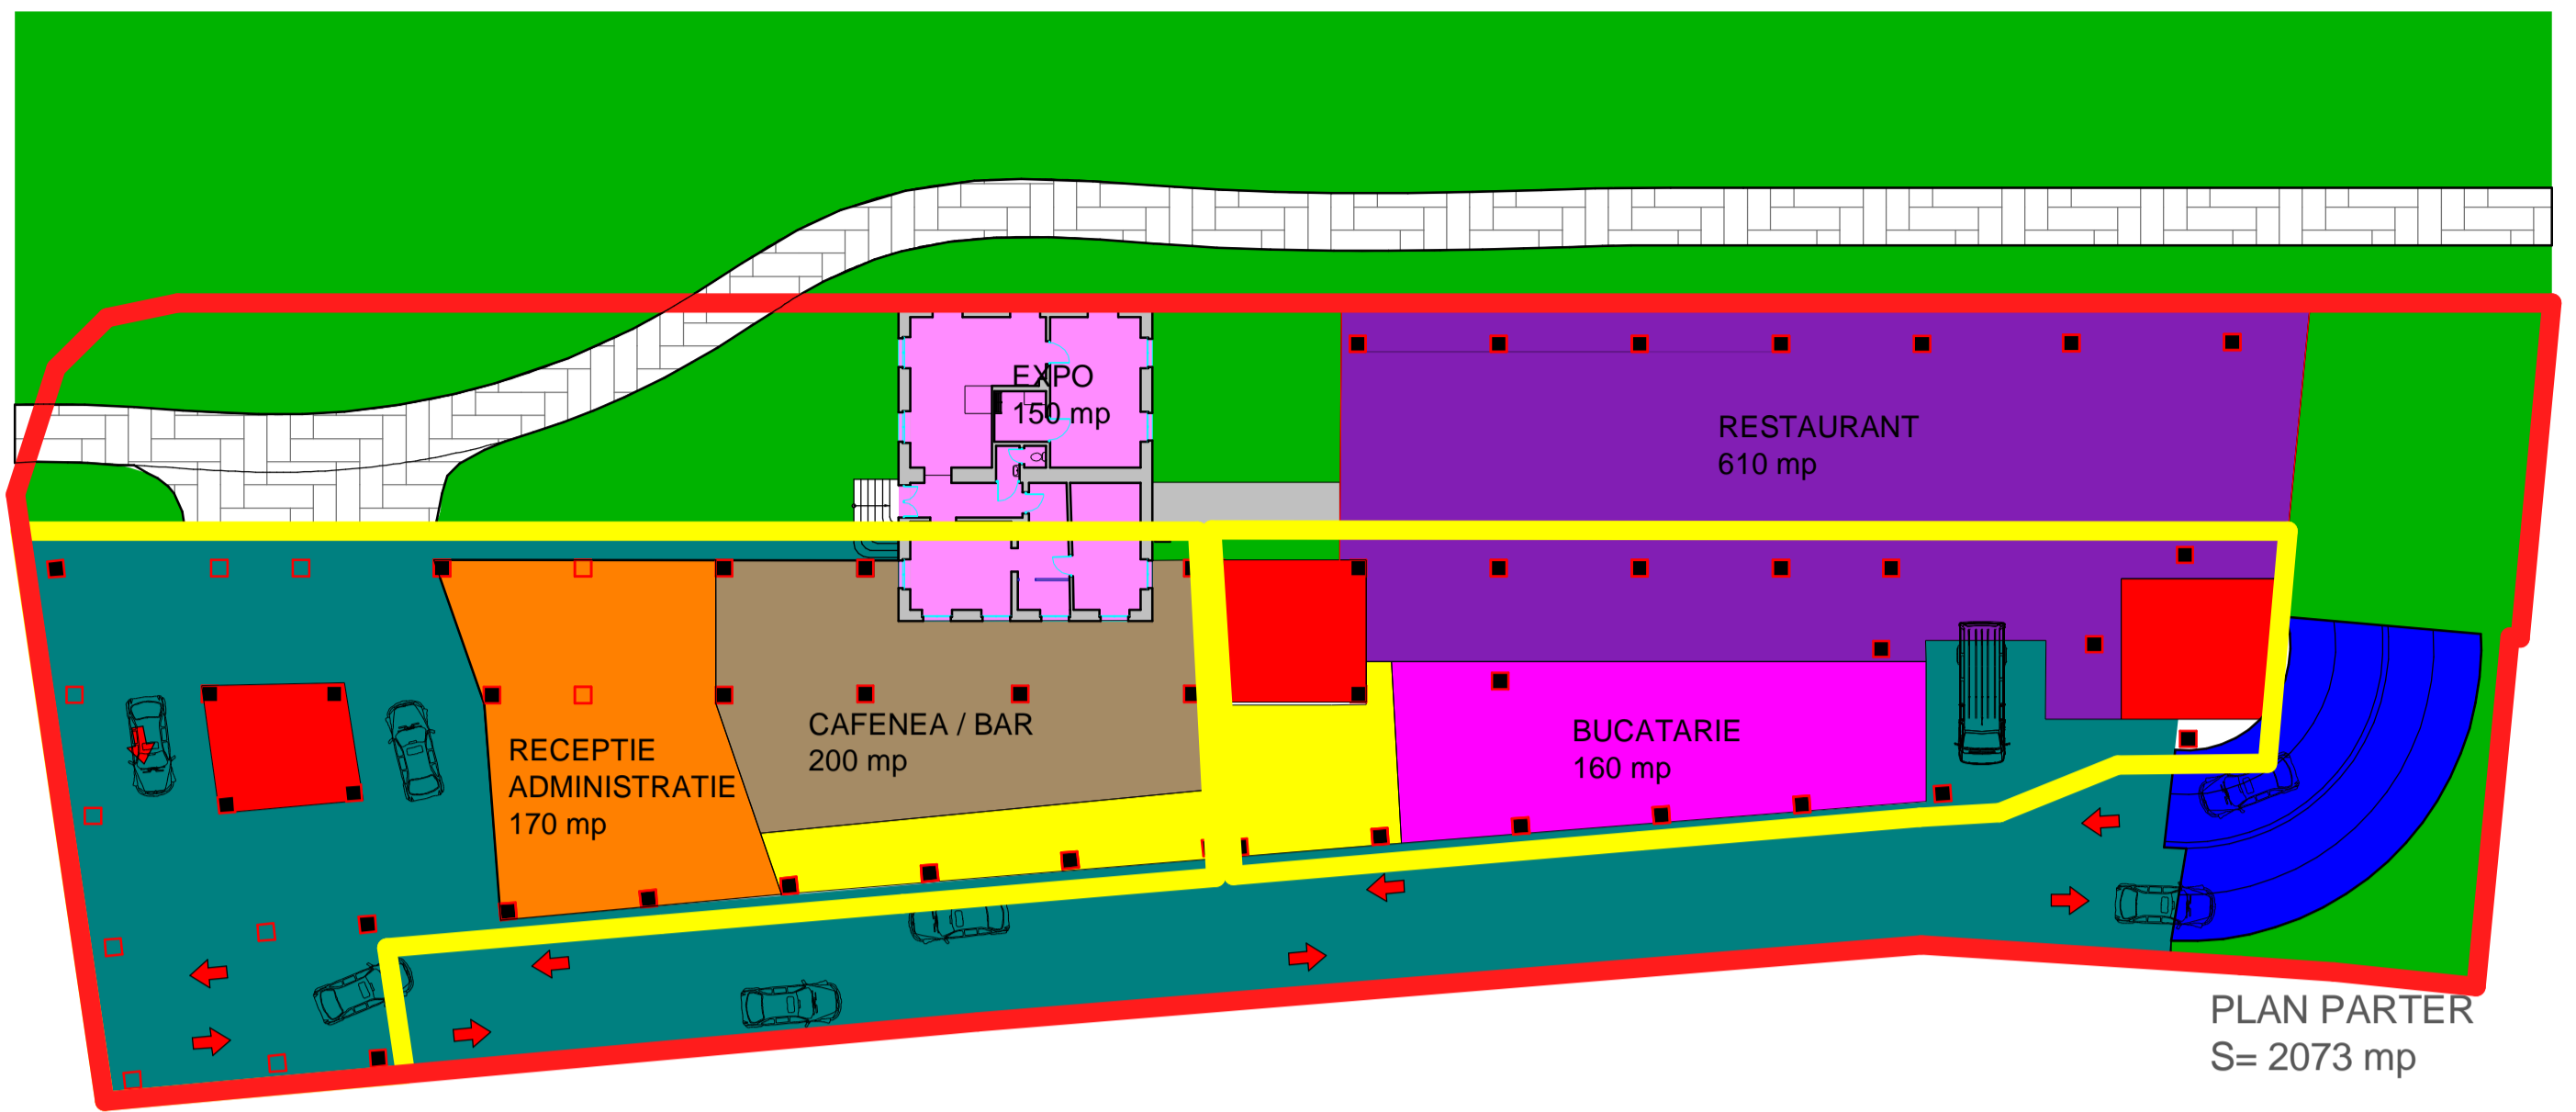 EXPO
150 mp
RESTAURANT
610 mp
RECEPTIE
ADMINISTRATIE
170 mp
CAFENEA / BAR
200 mp
BUCATARIE
160 mp
PLAN PARTER
S= 2073 mp